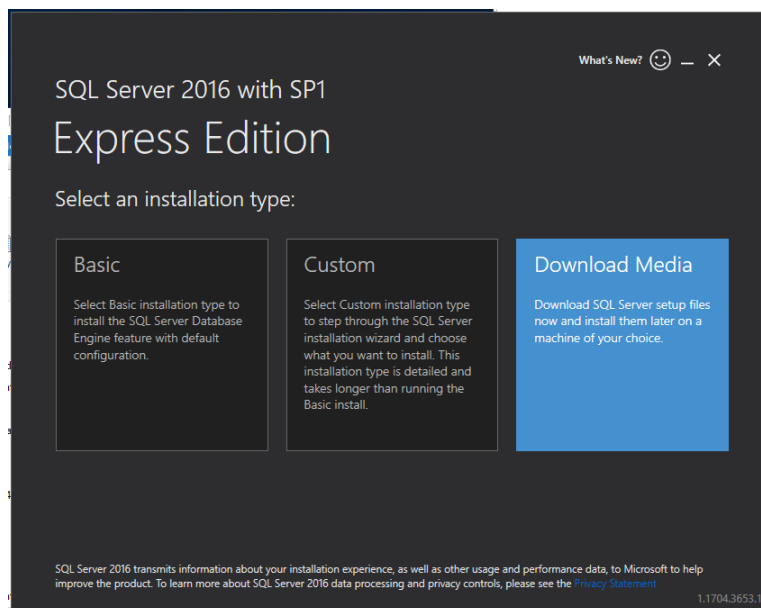 What's New?
SQL Server 2016 with SP1
Express Edition
Select an installation type:
Basic
Select Basic installation type to
install the SQL Server Database
Engine feature with default
configuration.
Custom
Select Custom installation type
to step through the SQL Server
installation wizard and choose
what you want to install. This
installation type is detailed and
takes longer than running the
Basic install.
Download Media
Download SQL Server setup files
now and install them later on a
machine of your choice.
SQL Server 2016 transmits information about your installation experience, as well as other usage and performance data, to Microsoft to help
improve the product. To learn more about SQL Server 2016 data processing and privacy controls, please see the Privacy Statement
1.1704.3653.1